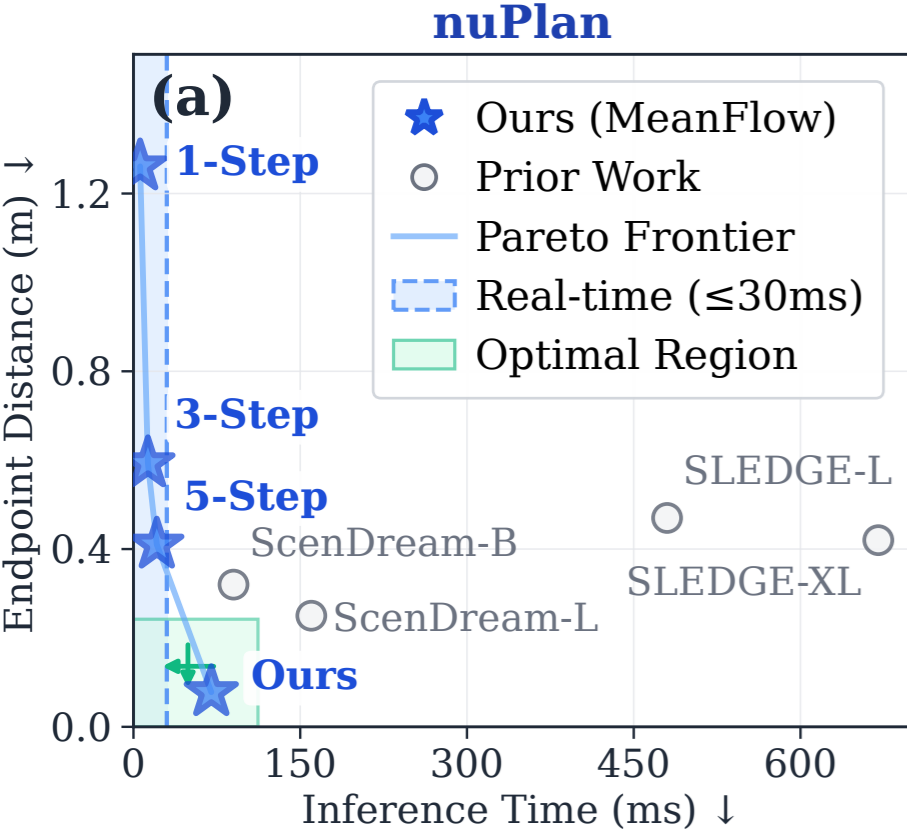 nuPlan
(a)
Ours (MeanFlow)
Prior Work
Pareto Frontier
Real-time (≤30ms)
Optimal Region
1-Step
3-Step
5-Step
Ours
ScenDream-B
ScenDream-L
SLEDGE-L
SLEDGE-XL
Endpoint Distance (m) ↓
1.2
0.8
0.4
0.0
0 150 300 450 600
Inference Time (ms) ↓